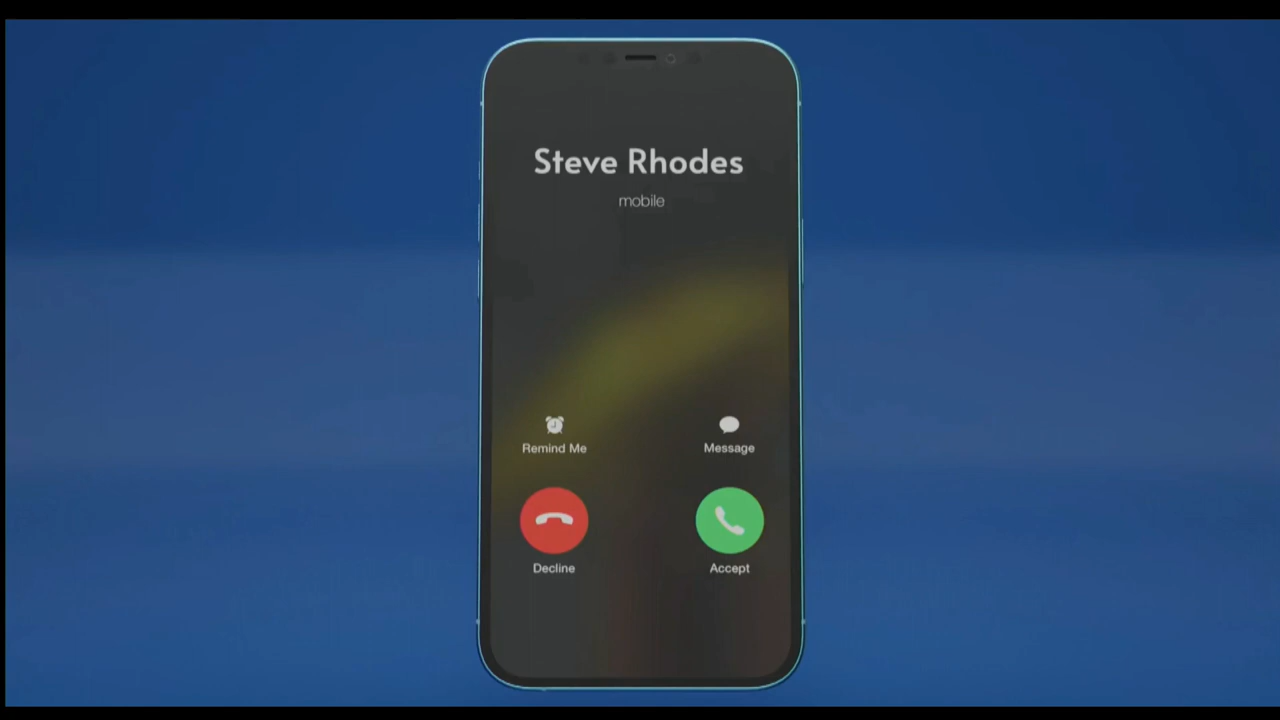 Steve Rhodes
mobile
Remind Me
Message
Decline
Accept